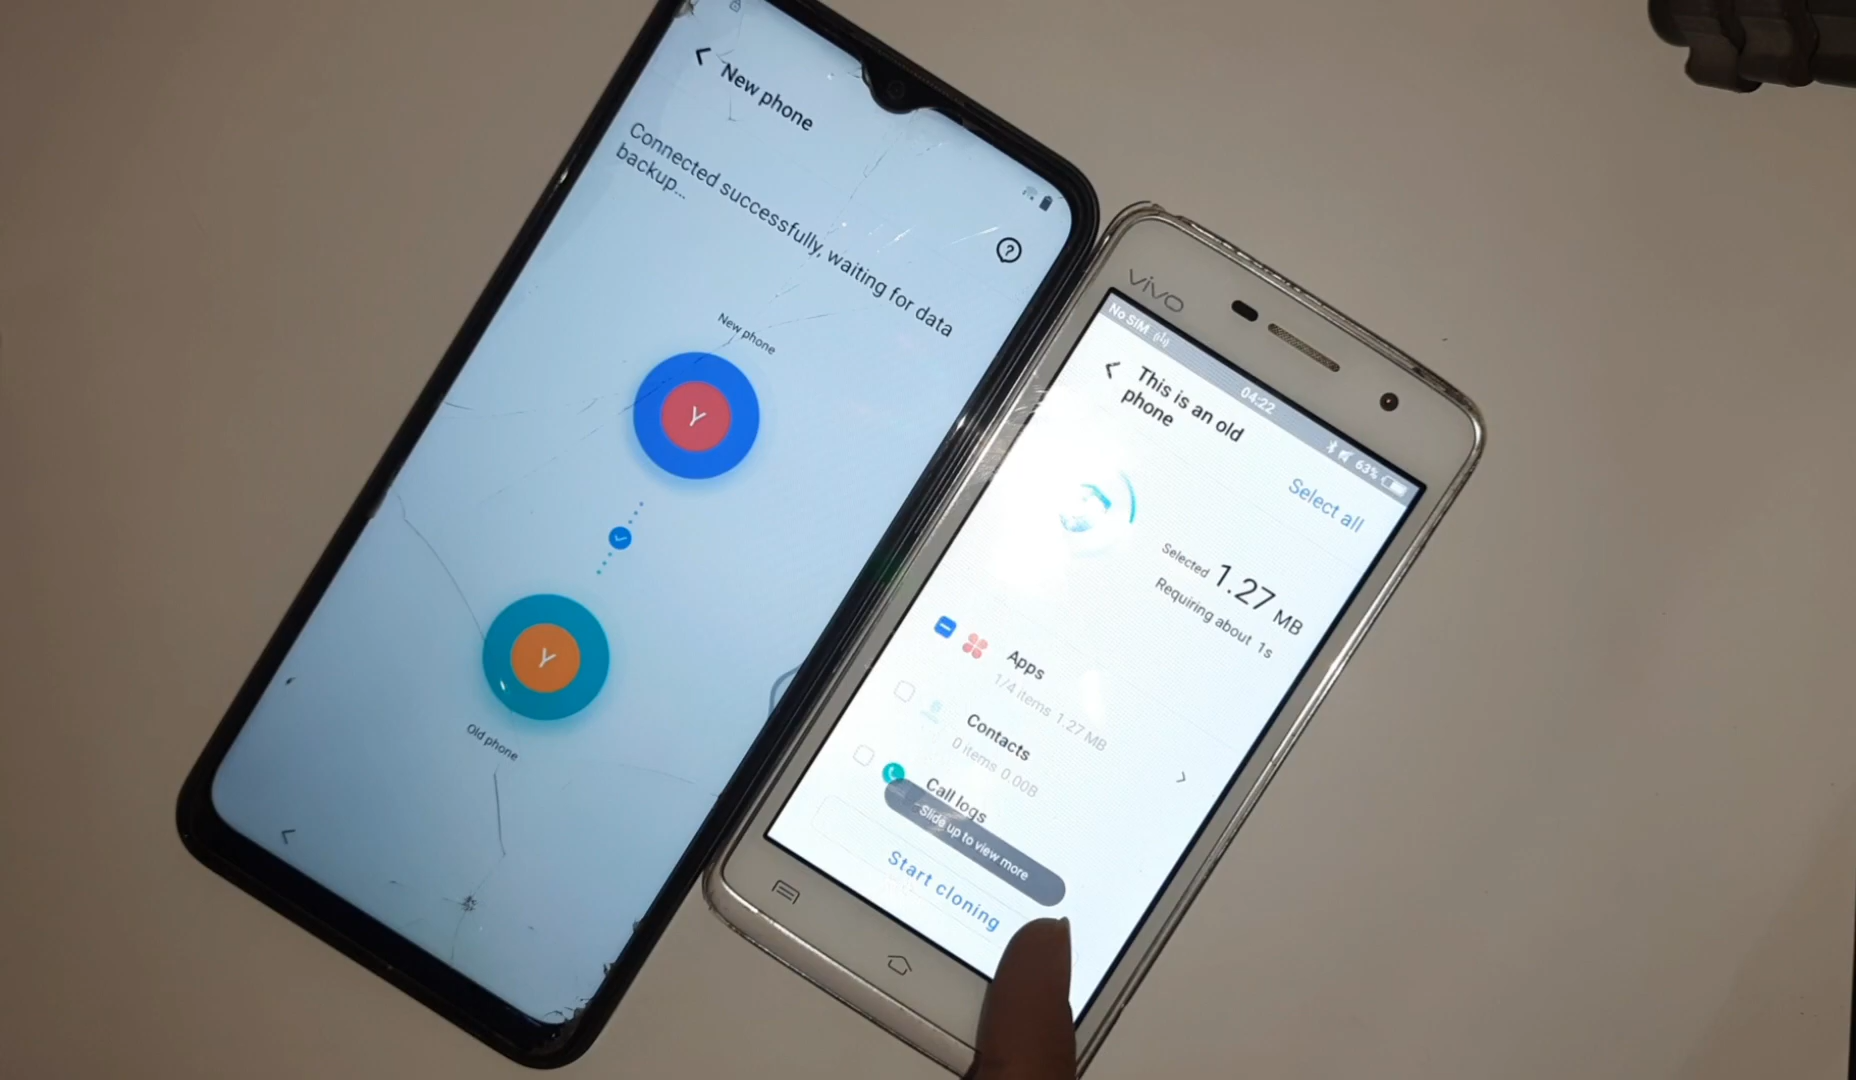 New phone
Connected successfully, waiting for data
backup...
New phone
Y
Y
Old phone
vivo
No SIM
04:22
63%
This is an old
phone
Select all
Selected 1.27 MB
Requiring about 1s
Apps
1/4 items 1.27 MB
Contacts
0 items 0.00B
Call logs
Slide up to view more
Start cloning